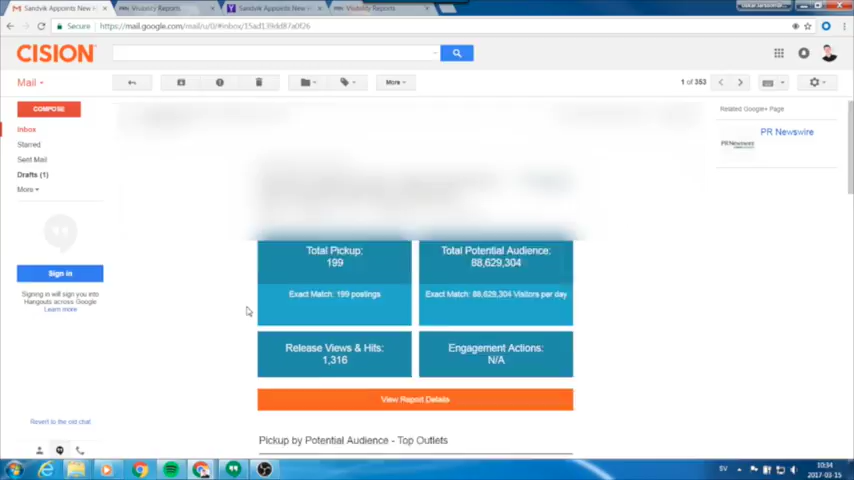 Sandvik Appoints New H
Visibility Reports
Sandvik Appoints New H
Visibility Reports
Secure
https://mail.google.com/mail/u/0/#inbox/15ad139dd87a0f26
CISION
Mail
More
1 of 353
COMPOSE
Inbox
Starred
Sent Mail
Drafts (1)
More
Related Google+ Page
PR Newswire
PR Newswire
Total Pickup:
199
Total Potential Audience:
88,629,304
Exact Match: 199 postings
Exact Match: 88,629,304 Visitors per day
Sign in
Signing in will sign you into
Hangouts across Google
Learn more
Release Views & Hits:
1,316
Engagement Actions:
N/A
View Report Details
Revert to the old chat
Pickup by Potential Audience - Top Outlets
SV
10:34
2017-03-15